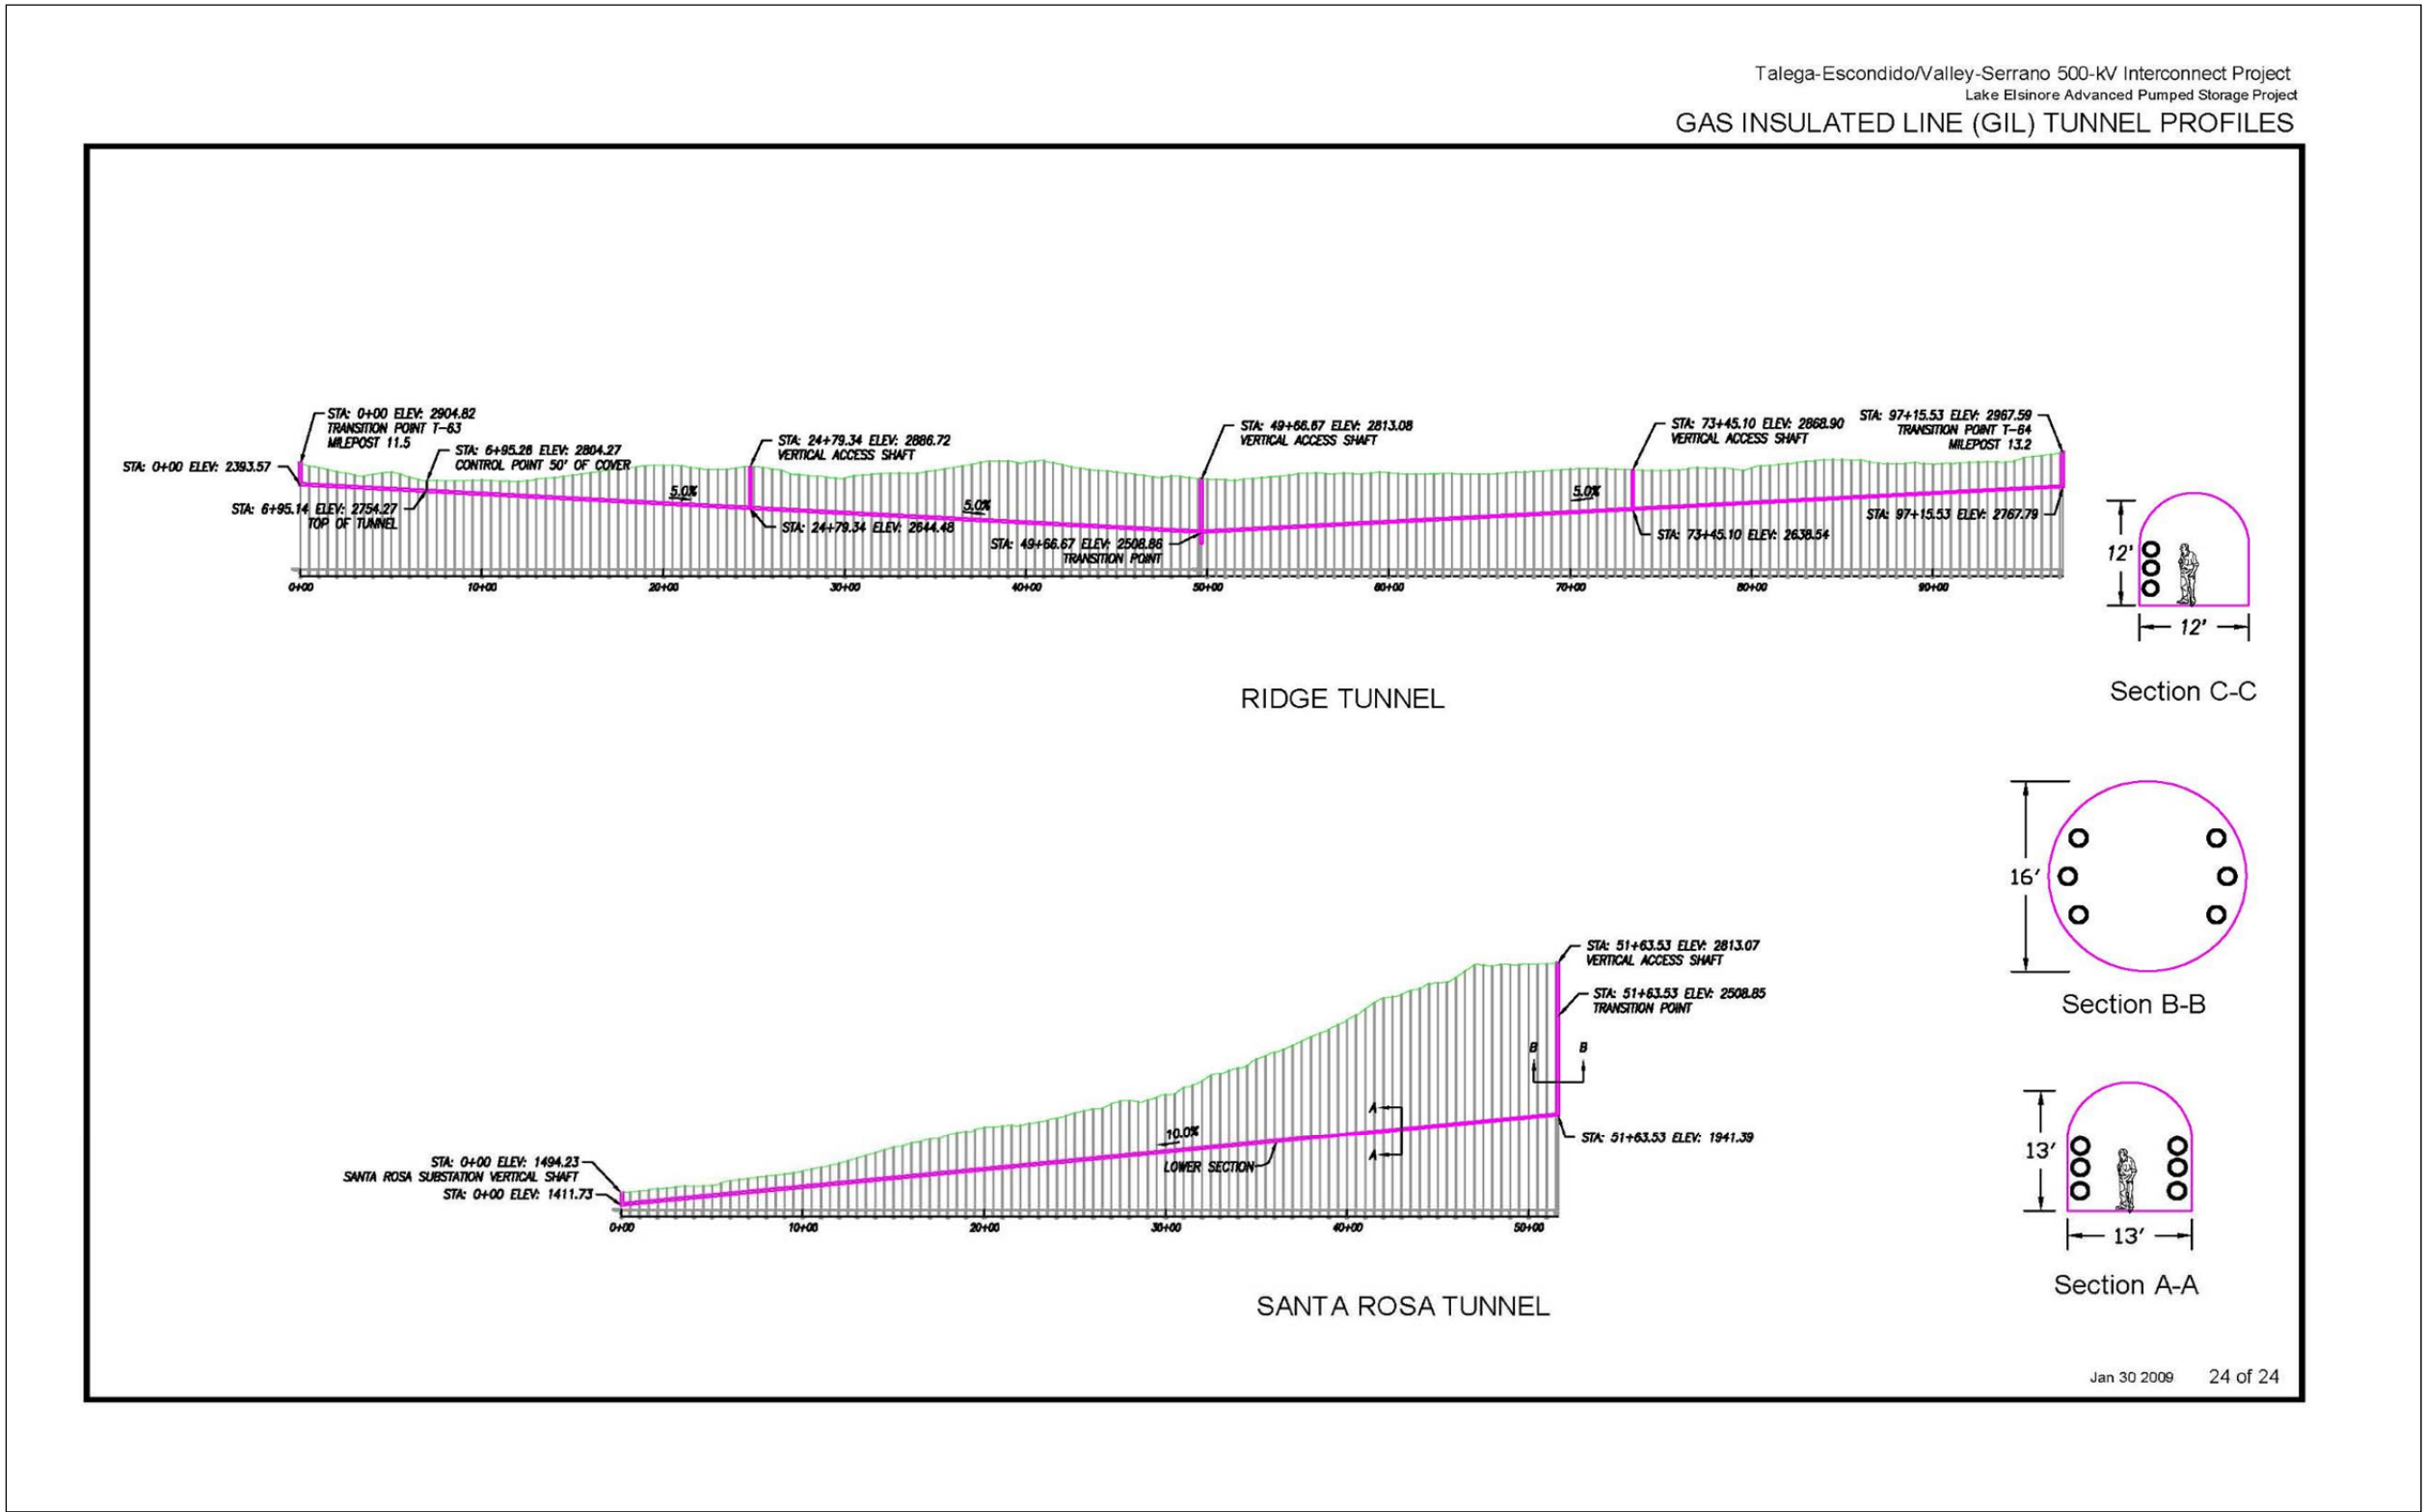 Talega-Escondido/Valley-Serrano 500-kV Interconnect Project
Lake Elsinore Advanced Pumped Storage Project
GAS INSULATED LINE (GIL) TUNNEL PROFILES
STA: 0+00 ELEV: 2904.82
TRANSITION POINT T-63
MILEPOST 11.5
STA: 0+00 ELEV: 2393.57
STA: 6+95.26 ELEV: 2804.27
CONTROL POINT 50' OF COVER
STA: 6+95.14 ELEV: 2754.27
TOP OF TUNNEL
5.0%
STA: 24+79.34 ELEV: 2886.72
VERTICAL ACCESS SHAFT
STA: 24+79.34 ELEV: 2644.48
5.0%
STA: 49+66.67 ELEV: 2813.08
VERTICAL ACCESS SHAFT
STA: 49+66.67 ELEV: 2508.86
TRANSITION POINT
5.0%
STA: 73+45.10 ELEV: 2868.90
VERTICAL ACCESS SHAFT
STA: 73+45.10 ELEV: 2638.54
STA: 97+15.53 ELEV: 2967.59
TRANSITION POINT T-64
MILEPOST 13.2
STA: 97+15.53 ELEV: 2767.79
0+00 10+00 20+00 30+00 40+00 50+00 60+00 70+00 80+00 90+00
RIDGE TUNNEL
12'
12'
Section C-C
16'
Section B-B
STA: 51+63.53 ELEV: 2813.07
VERTICAL ACCESS SHAFT
STA: 51+63.53 ELEV: 2508.85
TRANSITION POINT
B B
A
A
10.0%
LOWER SECTION
STA: 51+63.53 ELEV: 1941.39
STA: 0+00 ELEV: 1494.23
SANTA ROSA SUBSTATION VERTICAL SHAFT
STA: 0+00 ELEV: 1411.73
0+00 10+00 20+00 30+00 40+00 50+00
SANTA ROSA TUNNEL
13'
13'
Section A-A
Jan 30 2009 24 of 24